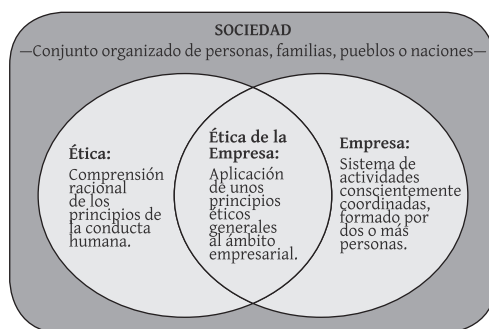 SOCIEDAD
—Conjunto organizado de personas, familias, pueblos o naciones—
Ética:
Comprensión
racional
de los
principios de
la conducta
humana.
Ética de la
Empresa:
Aplicación
de unos
principios
éticos
generales
al ámbito
empresarial.
Empresa:
Sistema de
actividades
conscientemente
coordinadas,
formado por
dos o más
personas.